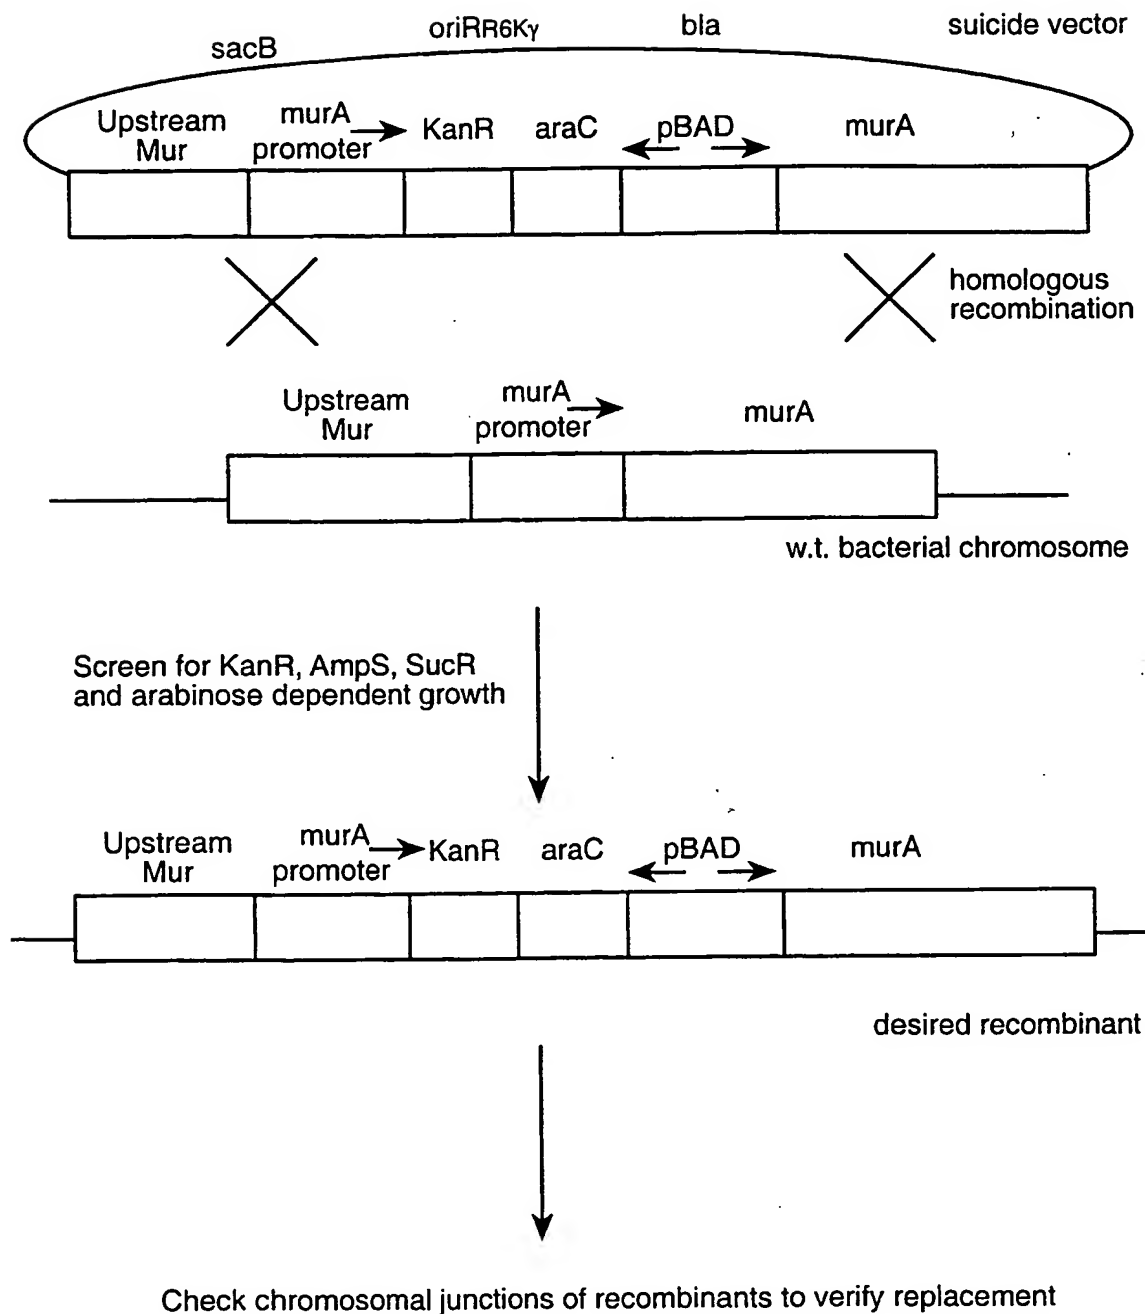 sacB
oriRR6Kγ
bla
suicide vector
Upstream
Mur
murA
promoter
KanR
araC
pBAD
murA
homologous
recombination
Upstream
Mur
murA
promoter
murA
w.t. bacterial chromosome
Screen for KanR, AmpS, SucR
and arabinose dependent growth
Upstream
Mur
murA
promoter
KanR
araC
pBAD
murA
desired recombinant
Check chromosomal junctions of recombinants to verify replacement